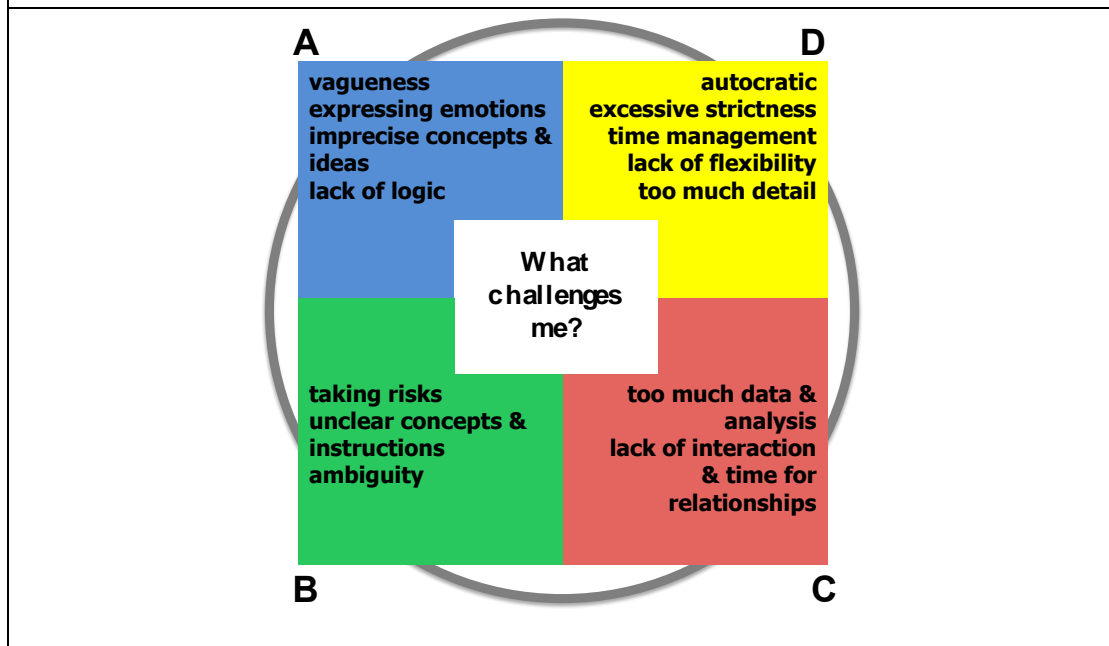 A
D
vagueness
expressing emotions
imprecise concepts &
ideas
lack of logic
autocratic
excessive strictness
time management
lack of flexibility
too much detail
What
challenges
me?
taking risks
unclear concepts &
instructions
ambiguity
too much data &
analysis
lack of interaction
& time for
relationships
B
C